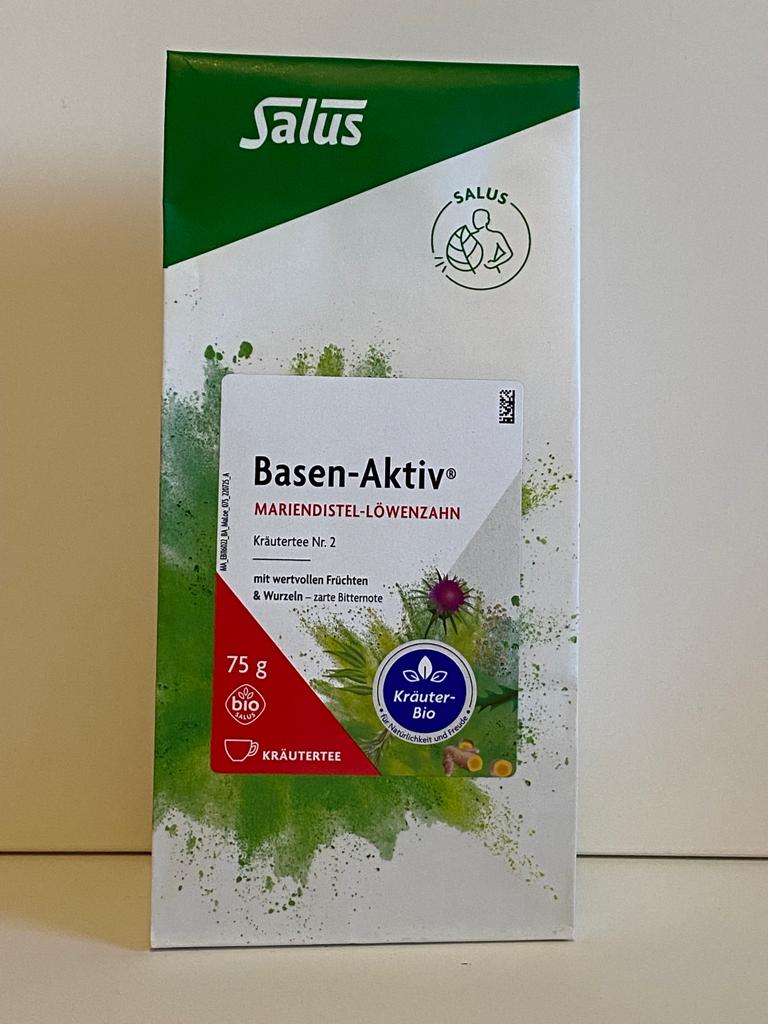 Salus
SALUS
Basen-Aktiv®
MARIENDISTEL-LÖWENZAHN
Kräutertee Nr. 2
mit wertvollen Früchten
& Wurzeln – zarte Bitternote
75 g
bio
SALUS
KRÄUTERTEE
Kräuter-
Bio
• für Natürlichkeit und Freude •